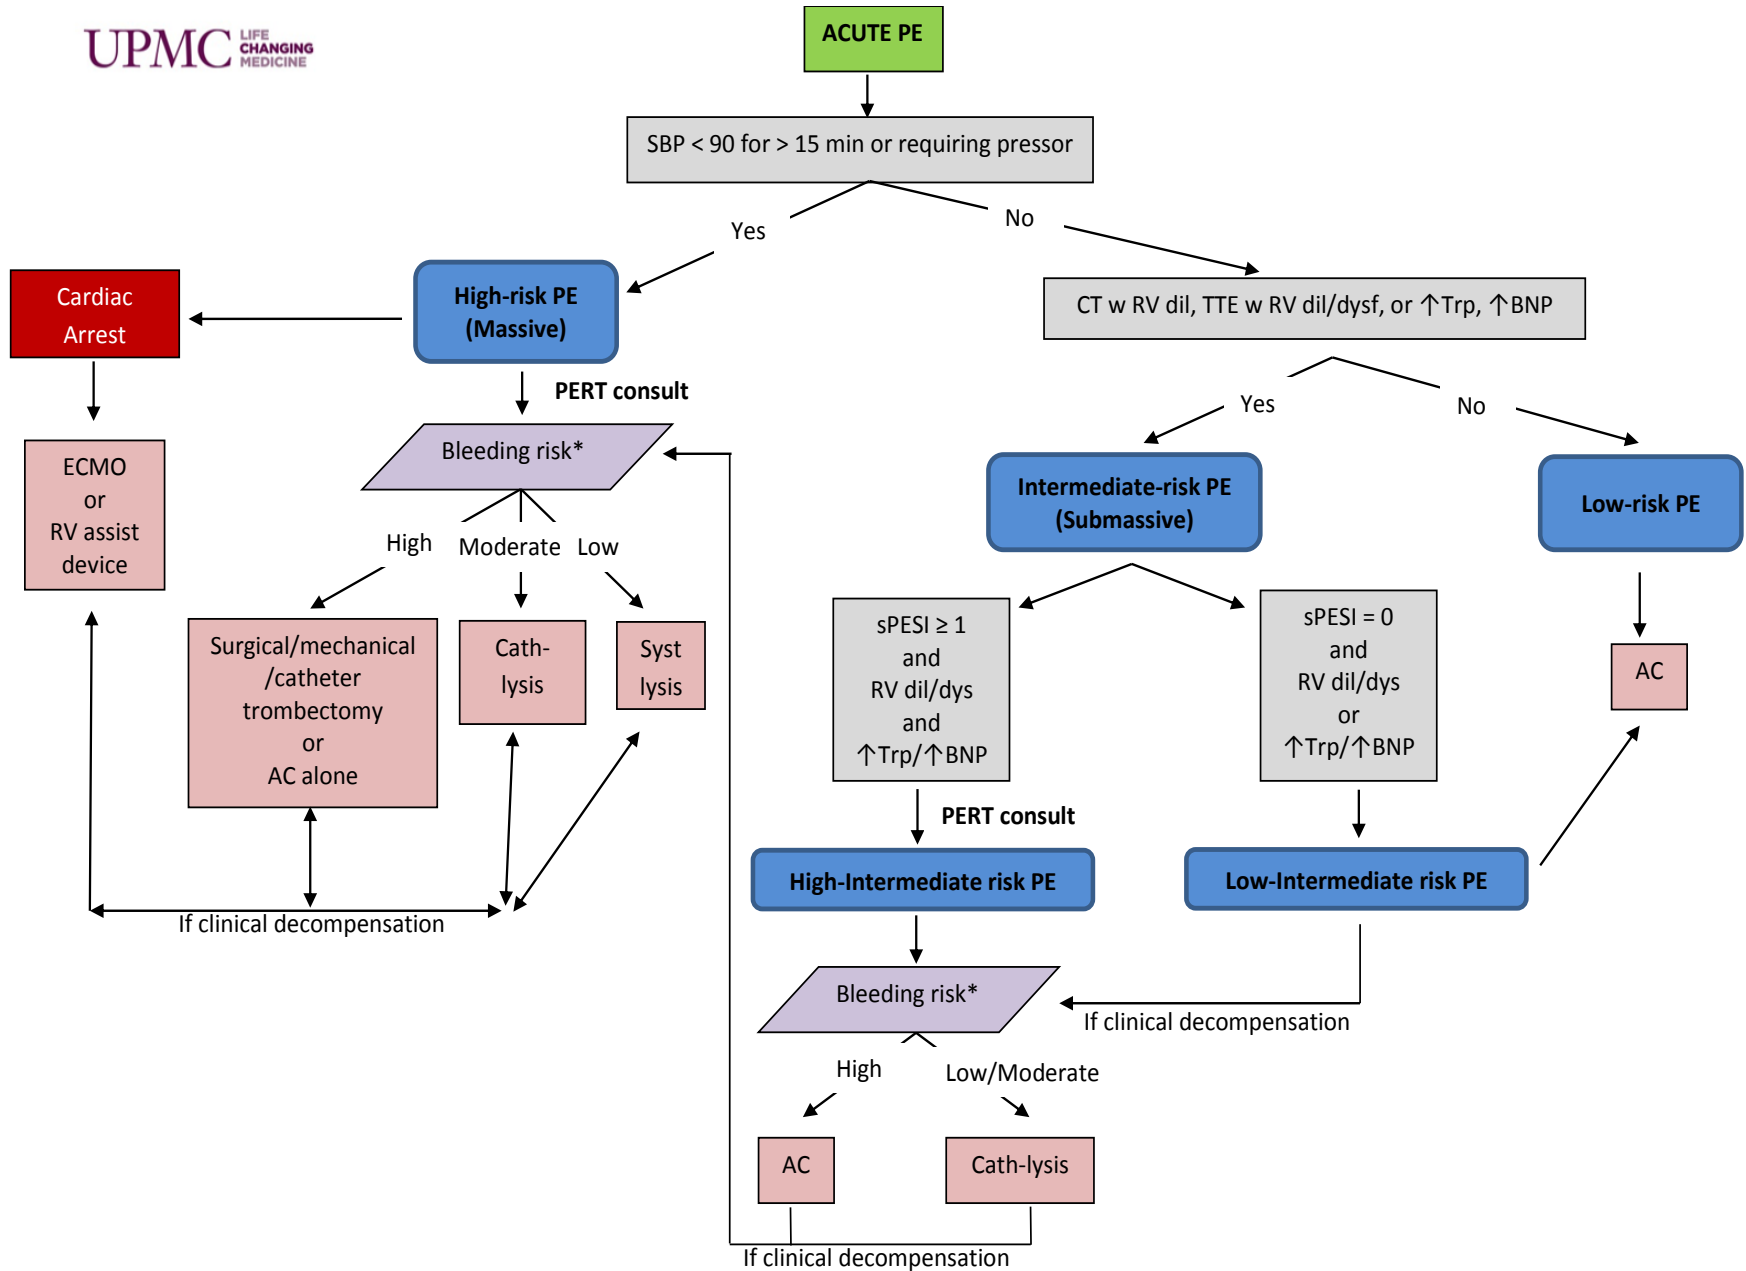 UPMC
LIFE
CHANGING
MEDICINE
ACUTE PE
SBP < 90 for > 15 min or requiring pressor
Yes
No
Cardiac
Arrest
High-risk PE
(Massive)
CT w RV dil, TTE w RV dil/dysf, or ↑Trp, ↑BNP
PERT consult
Yes
No
ECMO
or
RV assist
device
Bleeding risk*
Intermediate-risk PE
(Submassive)
Low-risk PE
High
Moderate
Low
Surgical/mechanical
/catheter
trombectomy
or
AC alone
Cath-
lysis
Syst
lysis
sPESI ≥ 1
and
RV dil/dys
and
↑Trp/↑BNP
sPESI = 0
and
RV dil/dys
or
↑Trp/↑BNP
AC
PERT consult
High-Intermediate risk PE
Low-Intermediate risk PE
If clinical decompensation
Bleeding risk*
If clinical decompensation
High
Low/Moderate
AC
Cath-lysis
If clinical decompensation